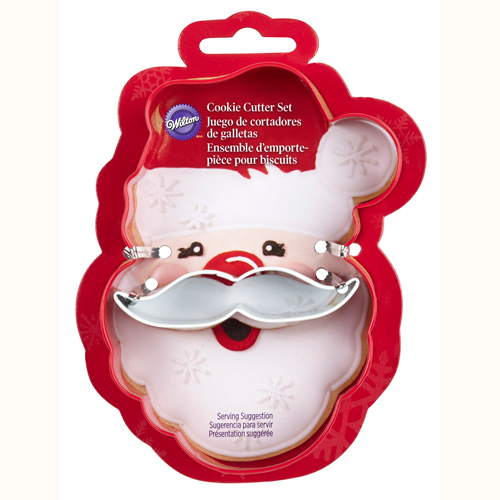 Wilton
Cookie Cutter Set
Juego de cortadores
de galletas
Ensemble d'emporte-
pièce pour biscuits
Serving Suggestion
Sugerencia para servir
Présentation suggérée